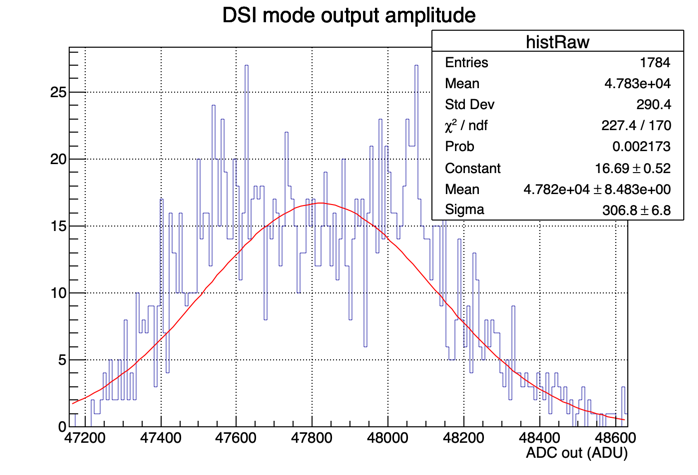 DSI mode output amplitude
histRaw
Entries 1784
Mean 4.783e+04
Std Dev 290.4
χ² / ndf 227.4 / 170
Prob 0.002173
Constant 16.69 ± 0.52
Mean 4.782e+04 ± 8.483e+00
Sigma 306.8 ± 6.8
25
20
15
10
5
0
47200 47400 47600 47800 48000 48200 48400 48600
ADC out (ADU)